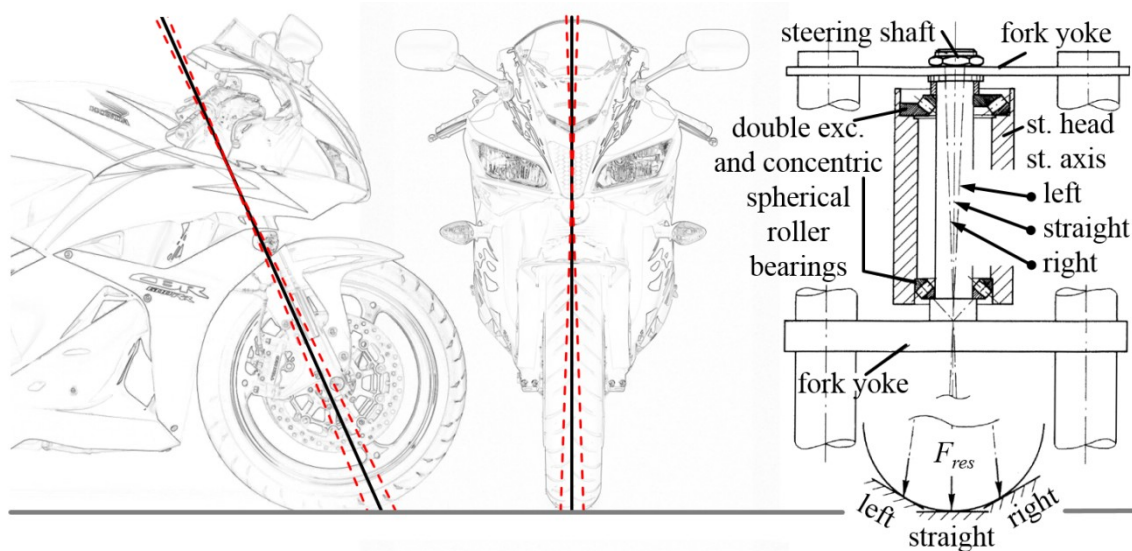 steering shaft
fork yoke
double exc.
and concentric
spherical
roller
bearings
st. head
st. axis
left
straight
right
fork yoke
CBR
F_res
left
straight
right